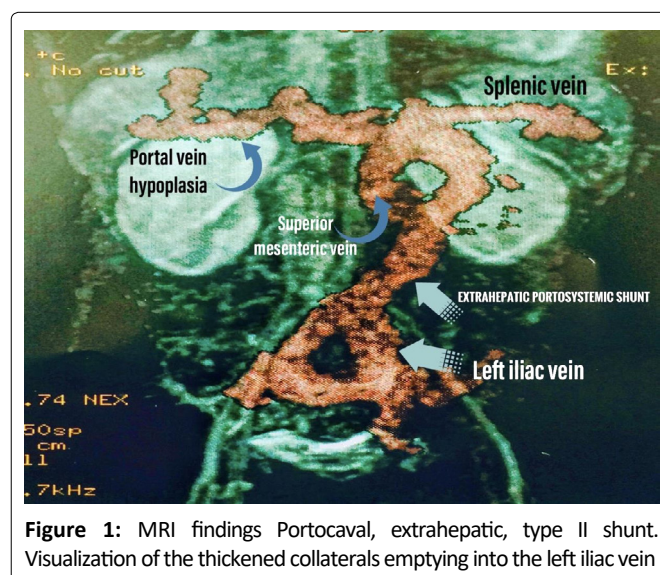 +c
. No cut
Ex:
Splenic vein
Portal vein
hypoplasia
Superior
mesenteric vein
EXTRAHEPATIC PORTOSYSTEMIC SHUNT
Left iliac vein
.74 NEX
50sp
cm
11
.7kHz
Figure 1: MRI findings Portocaval, extrahepatic, type II shunt.
Visualization of the thickened collaterals emptying into the left iliac vein